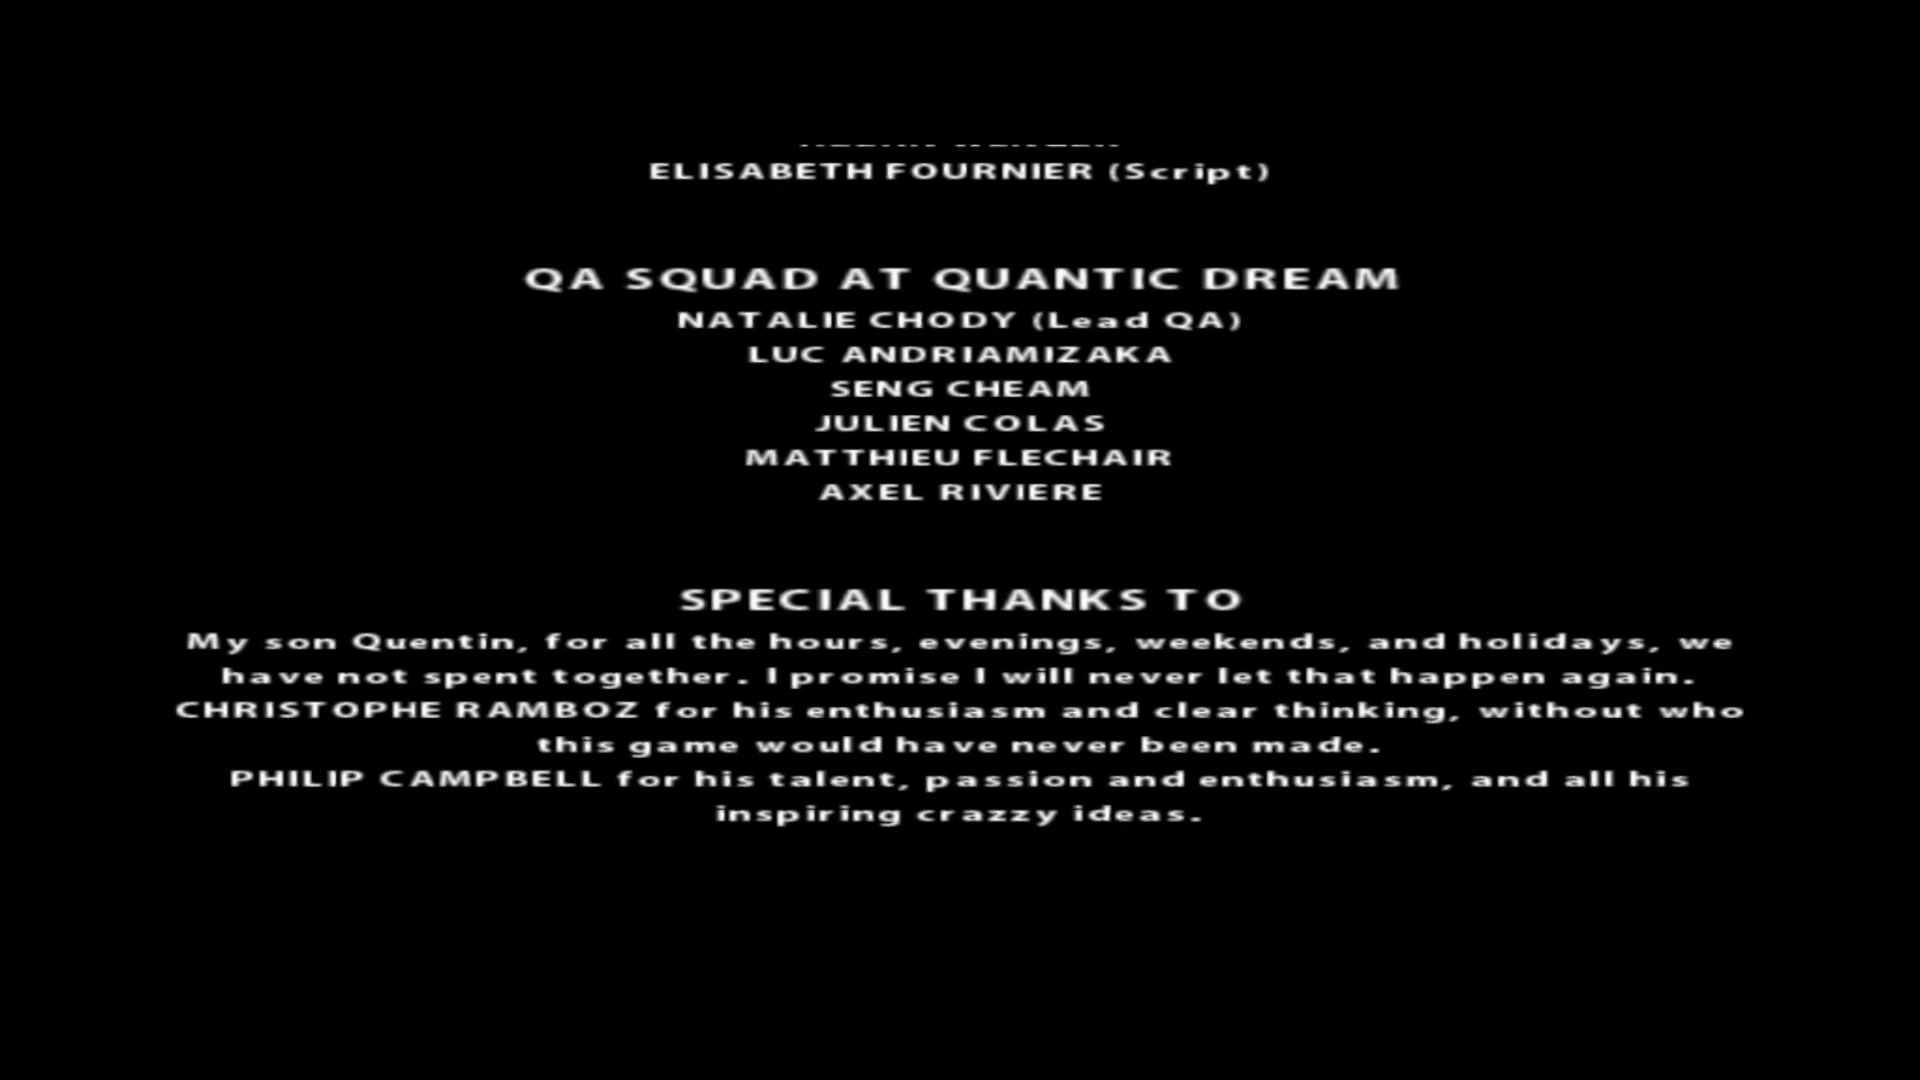 ELISABETH FOURNIER (Script)
QA SQUAD AT QUANTIC DREAM
NATALIE CHODY (Lead QA)
LUC ANDRIAMIZAKA
SENG CHEAM
JULIEN COLAS
MATTHIEU FLECHAIR
AXEL RIVIERE
SPECIAL THANKS TO
My son Quentin, for all the hours, evenings, weekends, and holidays, we
have not spent together. I promise I will never let that happen again.
CHRISTOPHE RAMBOZ for his enthusiasm and clear thinking, without who
this game would have never been made.
PHILIP CAMPBELL for his talent, passion and enthusiasm, and all his
inspiring crazzy ideas.